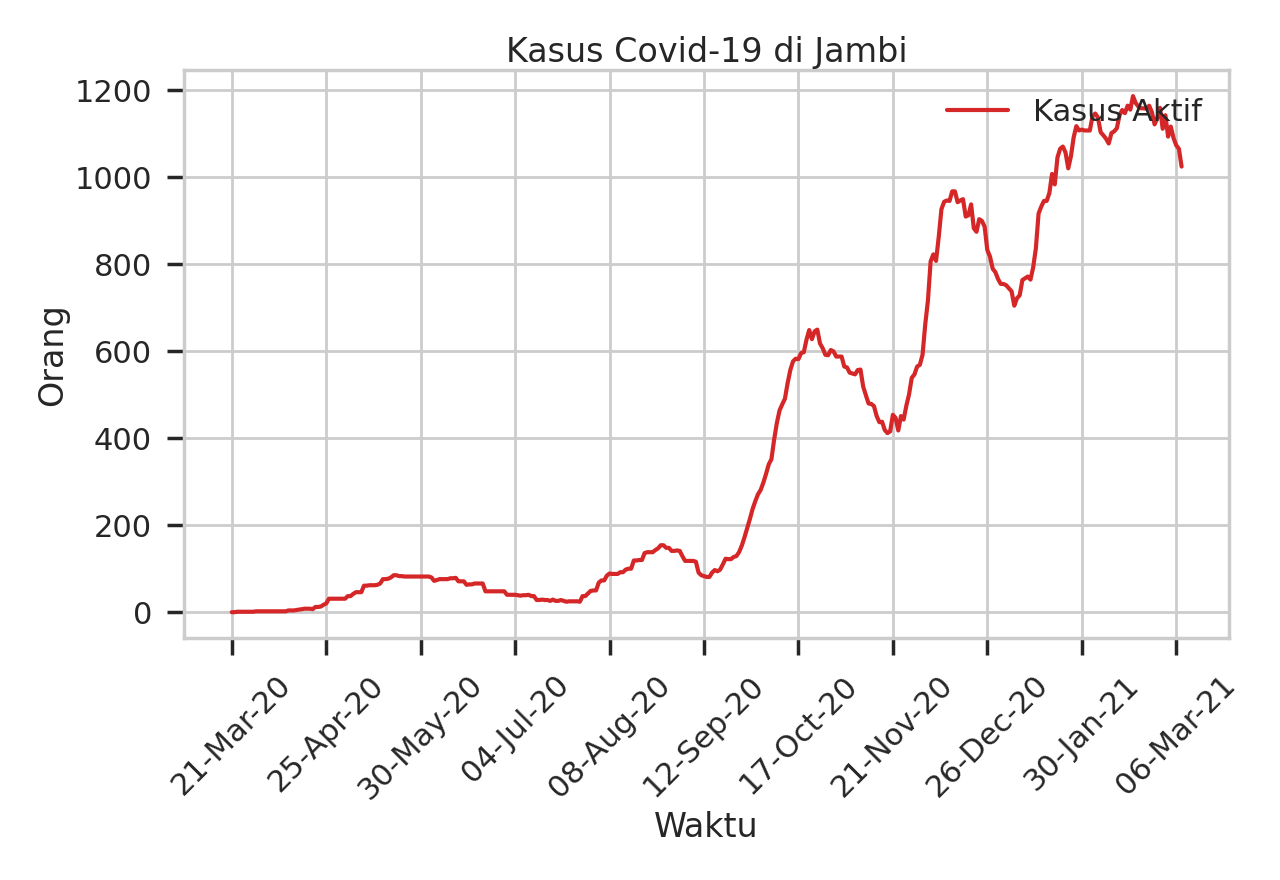 Kasus Covid-19 di Jambi
Kasus Aktif
1200
1000
800
600
400
200
0
Orang
21-Mar-20
25-Apr-20
30-May-20
04-Jul-20
08-Aug-20
12-Sep-20
17-Oct-20
21-Nov-20
26-Dec-20
30-Jan-21
06-Mar-21
Waktu